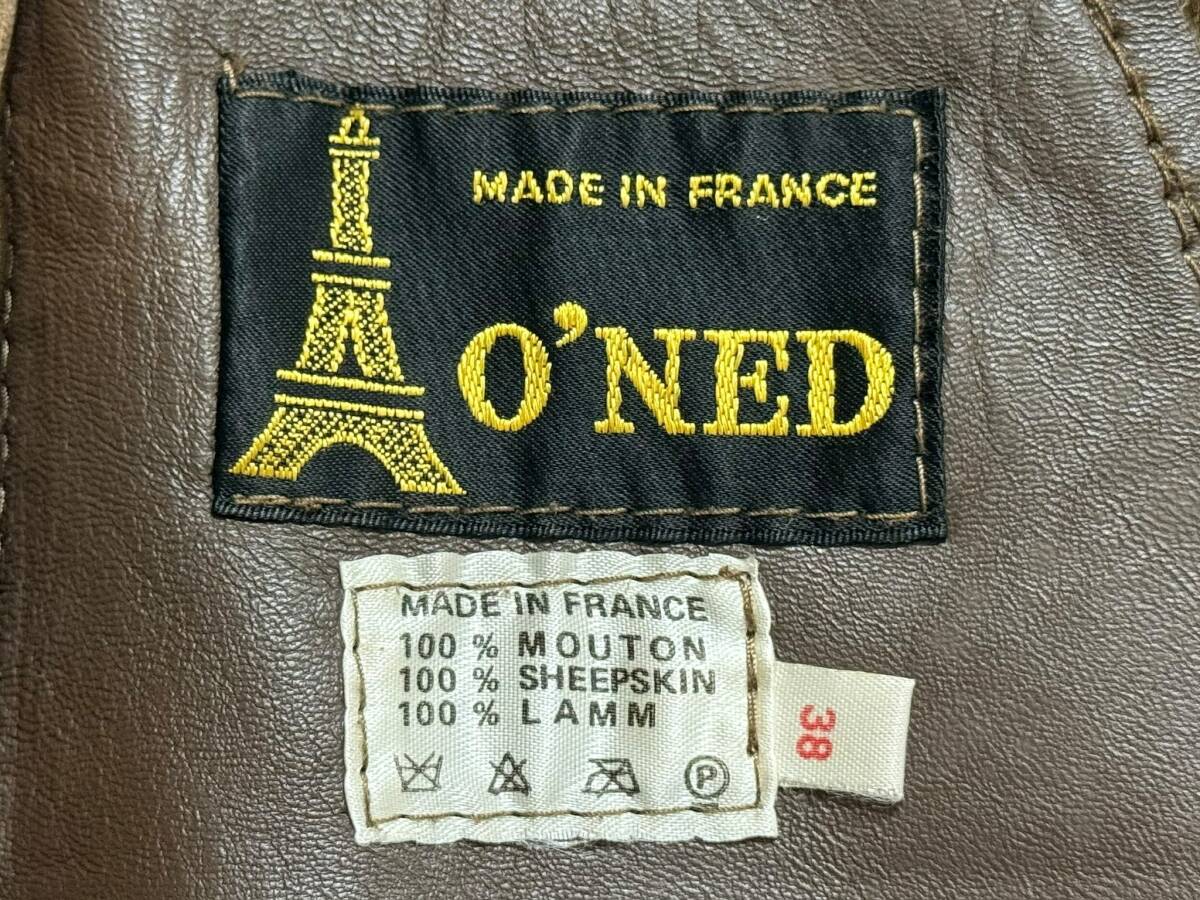 MADE IN FRANCE
O'NED
MADE IN FRANCE
100 % MOUTON
100 % SHEEPSKIN
100 % LAMM
P
38